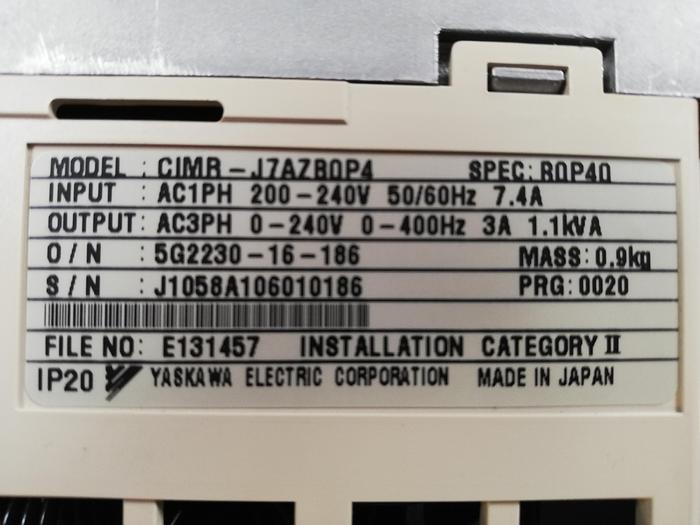 MODEL : CIMR-J7AZB0P4 SPEC: B0P40
INPUT : AC1PH 200-240V 50/60Hz 7.4A
OUTPUT: AC3PH 0-240V 0-400Hz 3A 1.1kVA
O/N : 5G2230-16-186 MASS: 0.9kg
S/N : J1058A106010186 PRG: 0020
FILE NO: E131457 INSTALLATION CATEGORY II
IP20 YASKAWA ELECTRIC CORPORATION MADE IN JAPAN